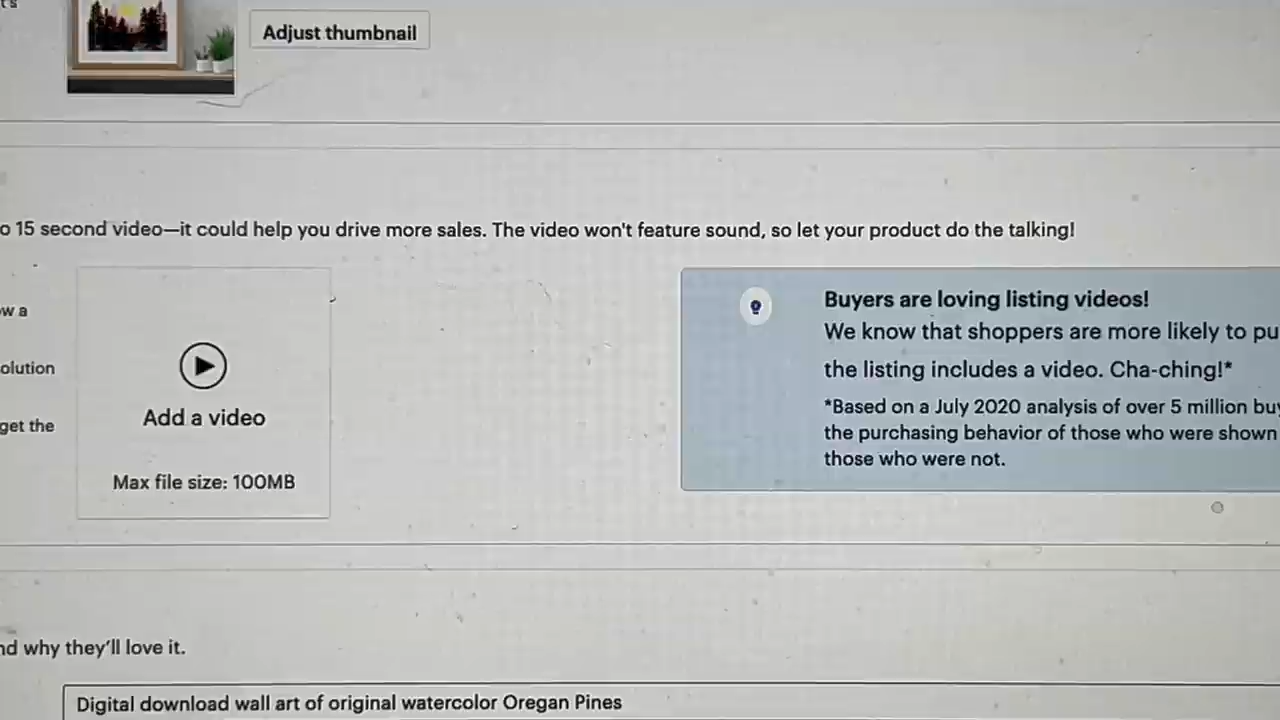 Adjust thumbnail
15 second video—it could help you drive more sales. The video won't feature sound, so let your product do the talking!
Buyers are loving listing videos!
We know that shoppers are more likely to
the listing includes a video. Cha-ching!*
*Based on a July 2020 analysis of over 5 million
the purchasing behavior of those who were shown
those who were not.
a
get the
Add a video
Max file size: 100MB
why they'll love it.
Digital download wall art of original watercolor Oregan Pines